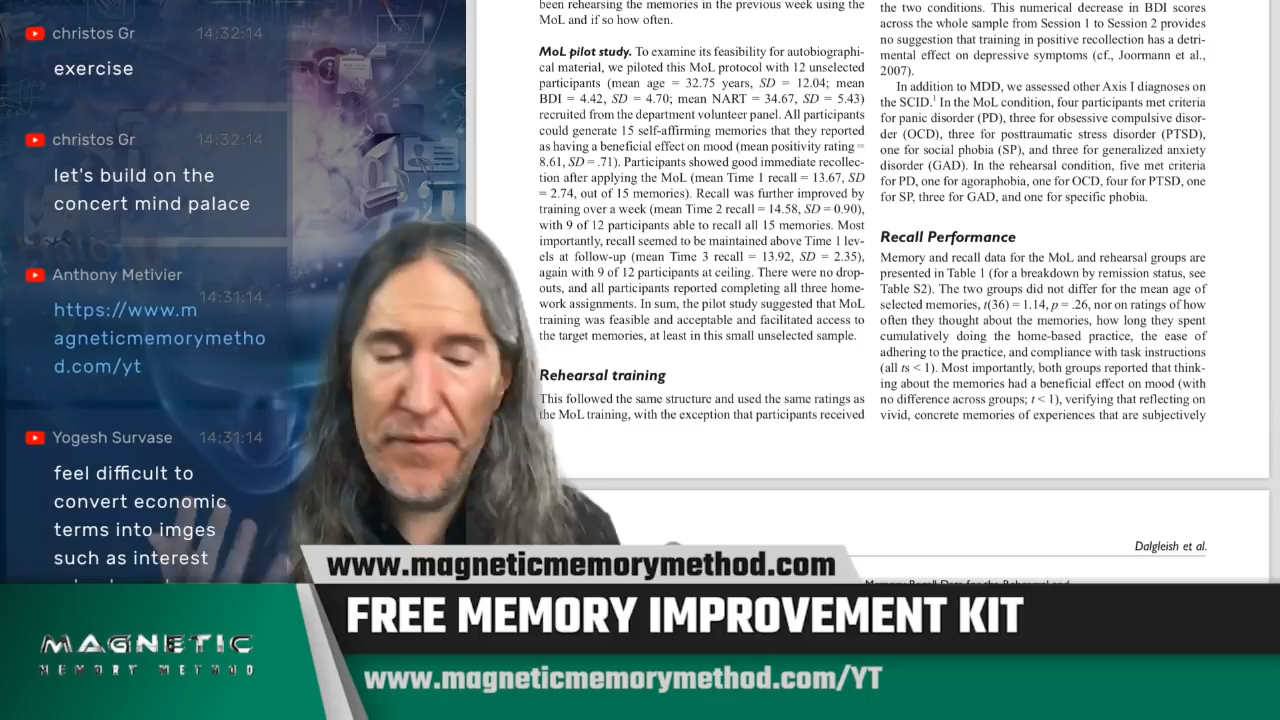 christos Gr 14:32:14
exercise
christos Gr 14:32:14
let's build on the
concert mind palace
Anthony Metivier
14:31:14
https://www.m
agneticmemorymetho
d.com/yt
Yogesh Survase 14:31:14
feel difficult to
convert economic
terms into imges
such as interest
been rehearsing the memories in the previous week using the
MoL and if so how often.
MoL pilot study. To examine its feasibility for autobiographi-
cal material, we piloted this MoL protocol with 12 unselected
participants (mean age = 32.75 years, SD = 12.04; mean
BDI = 4.42, SD = 4.70; mean NART = 34.67, SD = 5.43)
recruited from the department volunteer panel. All participants
could generate 15 self-affirming memories that they reported
as having a beneficial effect on mood (mean positivity rating =
8.61, SD = .71). Participants showed good immediate recollec-
tion after applying the MoL (mean Time 1 recall = 13.67, SD
= 2.74, out of 15 memories). Recall was further improved by
training over a week (mean Time 2 recall = 14.58, SD = 0.90),
with 9 of 12 participants able to recall all 15 memories. Most
importantly, recall seemed to be maintained above Time 1 lev-
els at follow-up (mean Time 3 recall = 13.92, SD = 2.35),
again with 9 of 12 participants at ceiling. There were no drop-
outs, and all participants reported completing all three home-
work assignments. In sum, the pilot study suggested that MoL
training was feasible and acceptable and facilitated access to
the target memories, at least in this small unselected sample.
Rehearsal training
This followed the same structure and used the same ratings as
the MoL training, with the exception that participants received
the two conditions. This numerical decrease in BDI scores
across the whole sample from Session 1 to Session 2 provides
no suggestion that training in positive recollection has a detri-
mental effect on depressive symptoms (cf., Joormann et al.,
2007).
In addition to MDD, we assessed other Axis I diagnoses on
the SCID.1 In the MoL condition, four participants met criteria
for panic disorder (PD), three for obsessive compulsive disor-
der (OCD), three for posttraumatic stress disorder (PTSD),
one for social phobia (SP), and three for generalized anxiety
disorder (GAD). In the rehearsal condition, five met criteria
for PD, one for agoraphobia, one for OCD, four for PTSD, one
for SP, three for GAD, and one for specific phobia.
Recall Performance
Memory and recall data for the MoL and rehearsal groups are
presented in Table 1 (for a breakdown by remission status, see
Table S2). The two groups did not differ for the mean age of
selected memories, t(36) = 1.14, p = .26, nor on ratings of how
often they thought about the memories, how long they spent
cumulatively doing the home-based practice, the ease of
adhering to the practice, and compliance with task instructions
(all ts < 1). Most importantly, both groups reported that think-
ing about the memories had a beneficial effect on mood (with
no difference across groups; t < 1), verifying that reflecting on
vivid, concrete memories of experiences that are subjectively
Dalgleish et al.
www.magneticmemorymethod.com
FREE MEMORY IMPROVEMENT KIT
MAGNETIC
MEMORY METHOD
www.magneticmemorymethod.com/YT